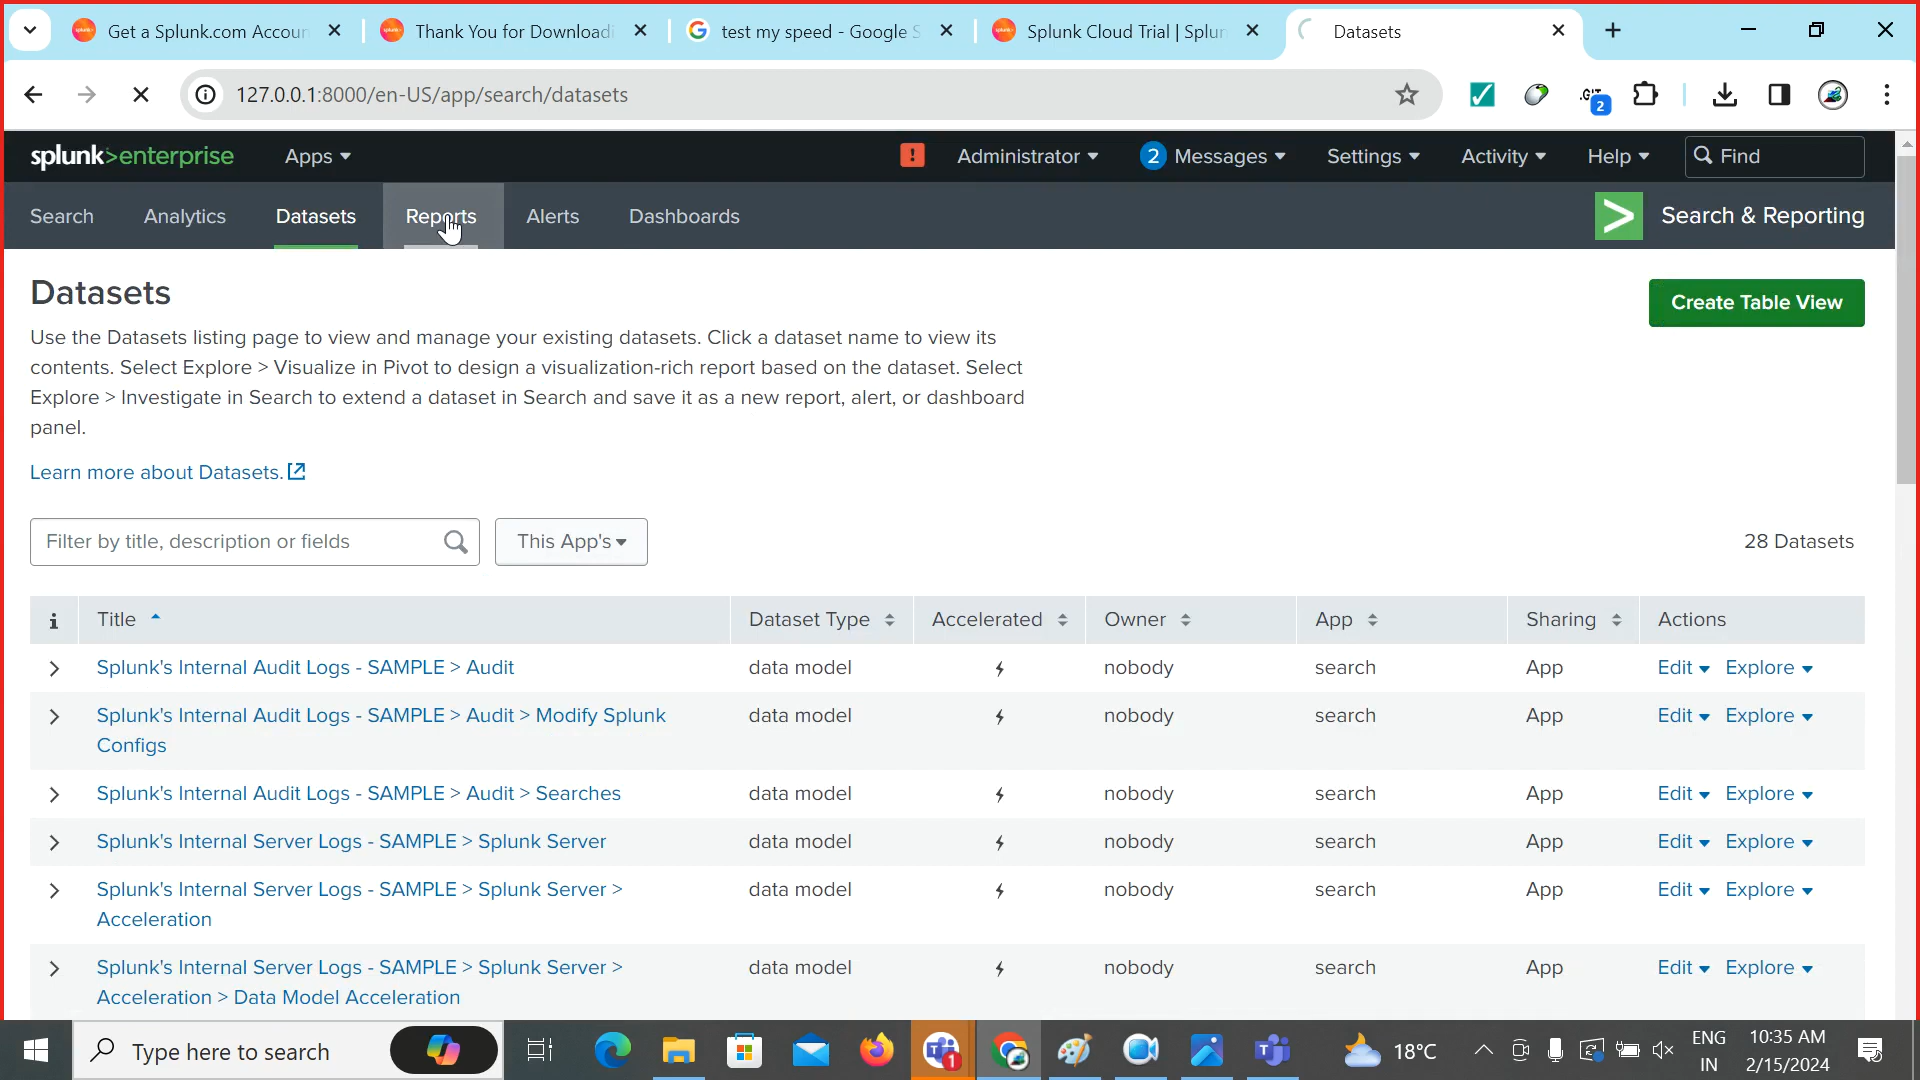 Get a Splunk.com Accoun
Thank You for Downloadi
test my speed - Google S
Splunk Cloud Trial | Splun
Datasets
127.0.0.1:8000/en-US/app/search/datasets
.GIT
2
splunk>enterprise
Apps
!
Administrator
2
Messages
Settings
Activity
Help
Find
Search
Analytics
Datasets
Reports
Alerts
Dashboards
Search & Reporting
Datasets
Create Table View
Use the Datasets listing page to view and manage your existing datasets. Click a dataset name to view its
contents. Select Explore > Visualize in Pivot to design a visualization-rich report based on the dataset. Select
Explore > Investigate in Search to extend a dataset in Search and save it as a new report, alert, or dashboard
panel.
Learn more about Datasets.
Filter by title, description or fields
This App's
28 Datasets
i Title Dataset Type Accelerated Owner App Sharing Actions
Splunk's Internal Audit Logs - SAMPLE > Audit data model nobody search App Edit Explore
Splunk's Internal Audit Logs - SAMPLE > Audit > Modify Splunk data model nobody search App Edit Explore
Configs
Splunk's Internal Audit Logs - SAMPLE > Audit > Searches data model nobody search App Edit Explore
Splunk's Internal Server Logs - SAMPLE > Splunk Server data model nobody search App Edit Explore
Splunk's Internal Server Logs - SAMPLE > Splunk Server > data model nobody search App Edit Explore
Acceleration
Splunk's Internal Server Logs - SAMPLE > Splunk Server > data model nobody search App Edit Explore
Acceleration > Data Model Acceleration
Type here to search
1
18°C
ENG
IN
10:35 AM
2/15/2024